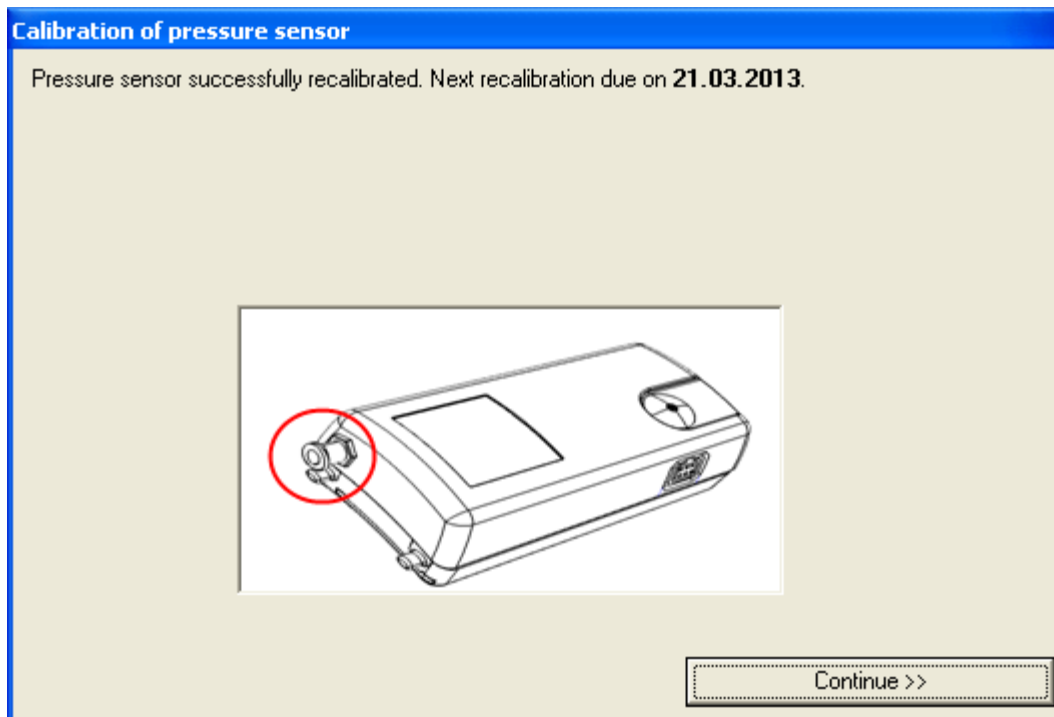 Calibration of pressure sensor
Pressure sensor successfully recalibrated. Next recalibration due on 21.03.2013.
Continue >>